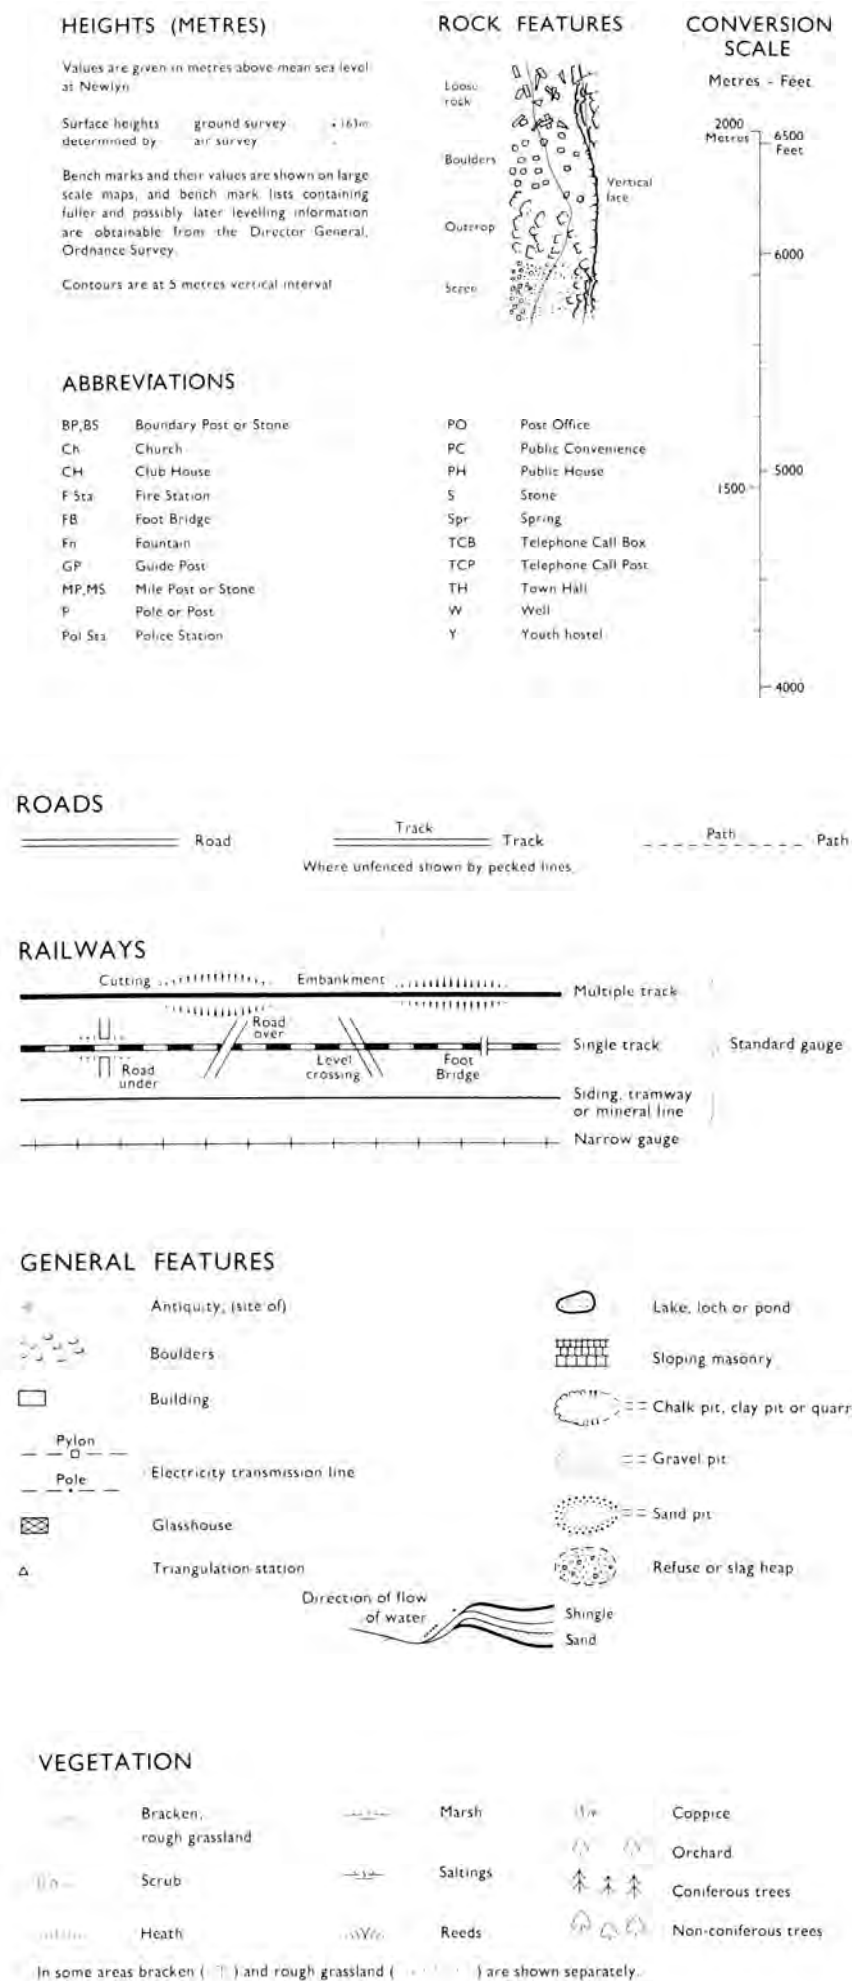 HEIGHTS (METRES)
Values are given in metres above mean sea level
at Newlyn
Surface heights ground survey . 163m
determined by air survey .
Bench marks and their values are shown on large
scale maps, and bench mark lists containing
fuller and possibly later levelling information
are obtainable from the Director General,
Ordnance Survey.
Contours are at 5 metres vertical interval
ROCK FEATURES
Loose
rock
Boulders
Vertical
face
Outcrop
Scree
CONVERSION
SCALE
Metres - Feet
2000
Metres
6500
Feet
6000
5000
1500
4000
ABBREVIATIONS
BP,BS Boundary Post or Stone
Ch Church
CH Club House
F Sta Fire Station
FB Foot Bridge
Fn Fountain
GP Guide Post
MP,MS Mile Post or Stone
P Pole or Post
Pol Sta Police Station
PO Post Office
PC Public Convenience
PH Public House
S Stone
Spr Spring
TCB Telephone Call Box
TCP Telephone Call Post
TH Town Hall
W Well
Y Youth hostel
ROADS
Road
Track
Track
Path
Path
Where unfenced shown by pecked lines
RAILWAYS
Cutting
Embankment
Multiple track
Road
over
Road
under
Level
crossing
Foot
Bridge
Single track
Standard gauge
Siding, tramway
or mineral line
Narrow gauge
GENERAL FEATURES
Antiquity, (site of)
Boulders
Building
Pylon
Pole
Electricity transmission line
Glasshouse
Triangulation station
Lake, loch or pond
Sloping masonry
Chalk pit, clay pit or quarr
Gravel pit
Sand pit
Refuse or slag heap
Direction of flow
of water
Shingle
Sand
VEGETATION
Bracken,
rough grassland
Scrub
Heath
Marsh
Saltings
Reeds
Coppice
Orchard
Coniferous trees
Non-coniferous trees
In some areas bracken ( ) and rough grassland ( ) are shown separately.